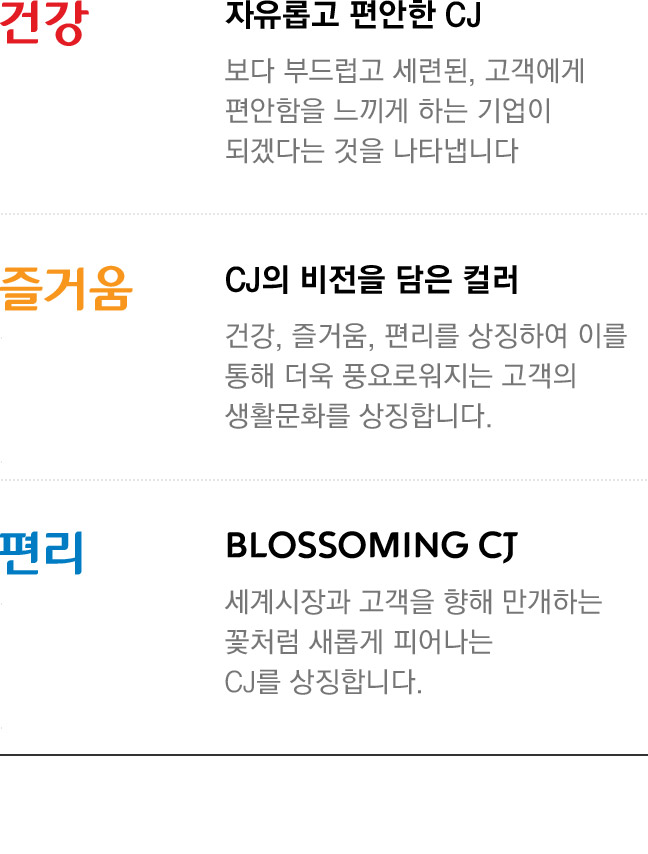 건강
자유롭고 편안한 CJ
보다 부드럽고 세련된, 고객에게
편안함을 느끼게 하는 기업이
되겠다는 것을 나타냅니다
즐거움
CJ의 비전을 담은 컬러
건강, 즐거움, 편리를 상징하여 이를
통해 더욱 풍요로워지는 고객의
생활문화를 상징합니다.
편리
BLOSSOMING CJ
세계시장과 고객을 향해 만개하는
꽃처럼 새롭게 피어나는
CJ를 상징합니다.